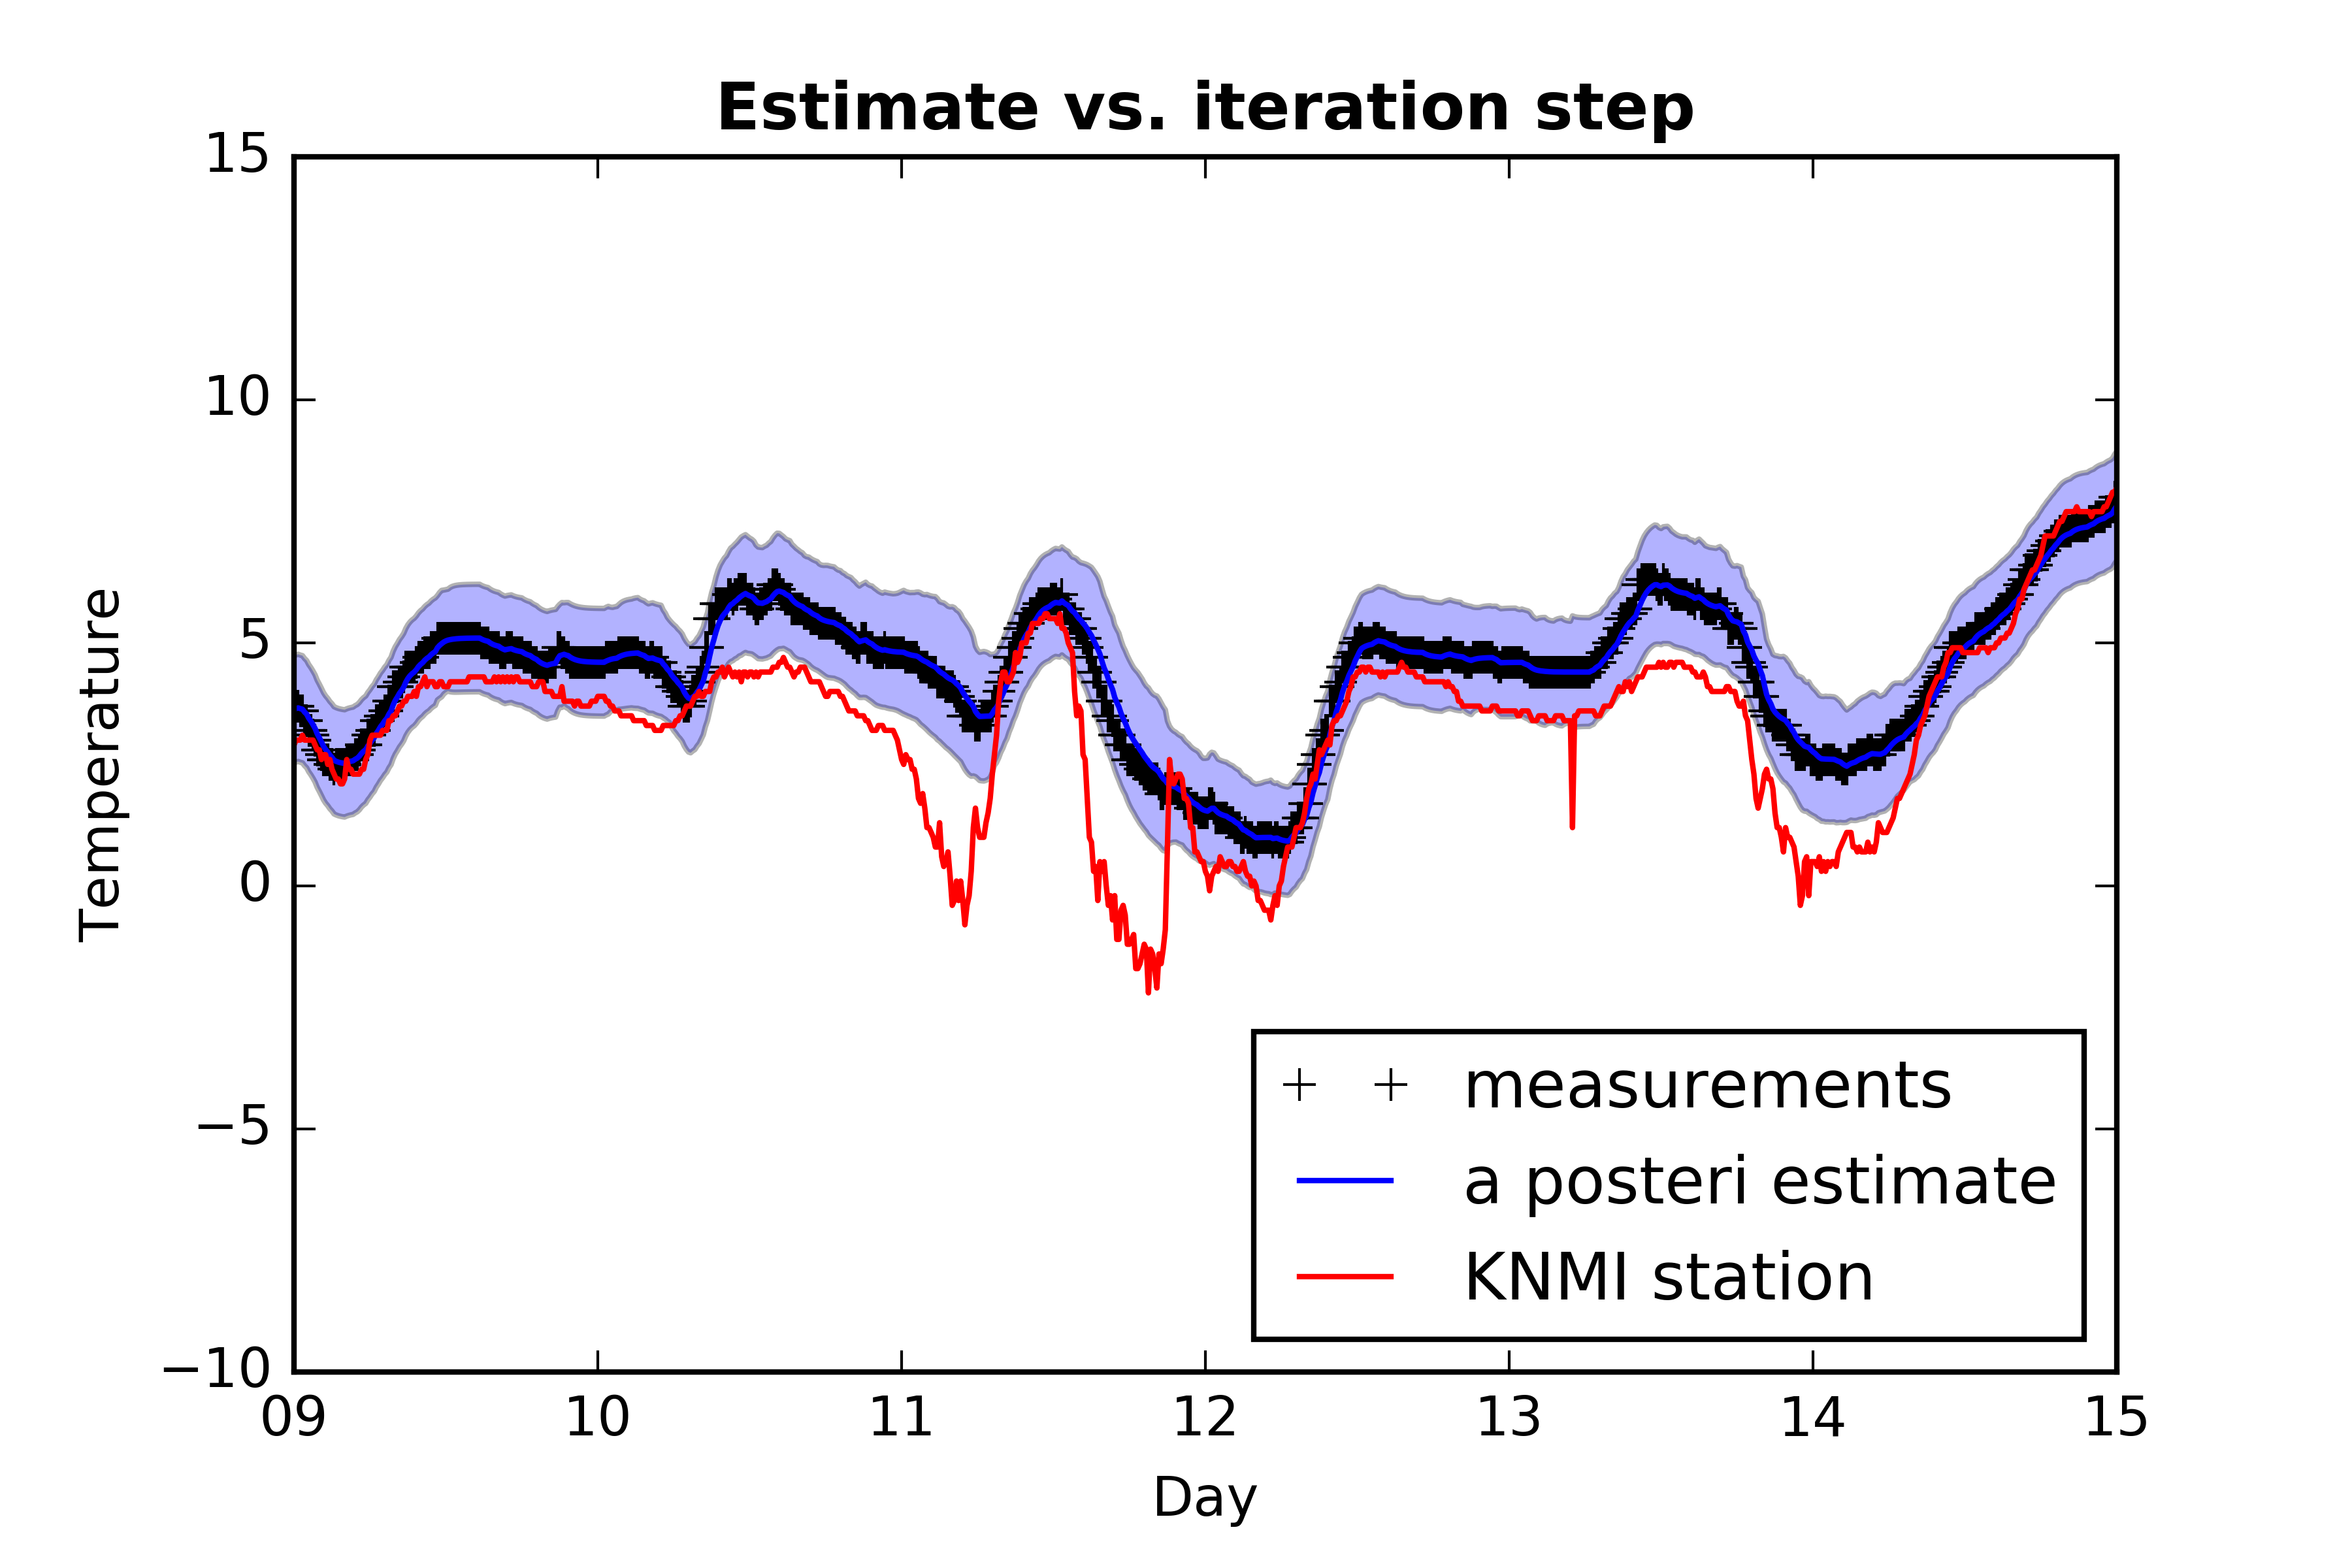 Estimate vs. iteration step
15
10
5
0
−5
−10
Temperature
measurements
a posteri estimate
KNMI station
09 10 11 12 13 14 15
Day